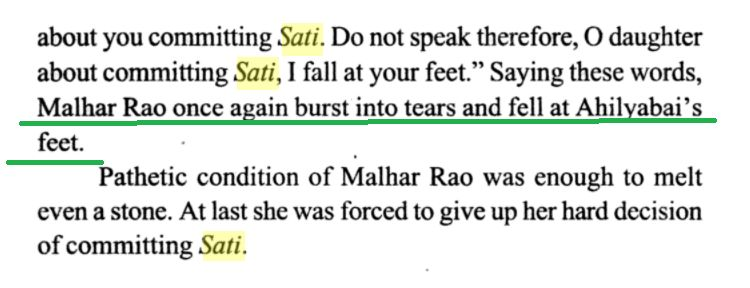 about you committing Sati. Do not speak therefore, O daughter
about committing Sati, I fall at your feet.” Saying these words,
Malhar Rao once again burst into tears and fell at Ahilyabai’s
feet.
Pathetic condition of Malhar Rao was enough to melt
even a stone. At last she was forced to give up her hard decision
of committing Sati.